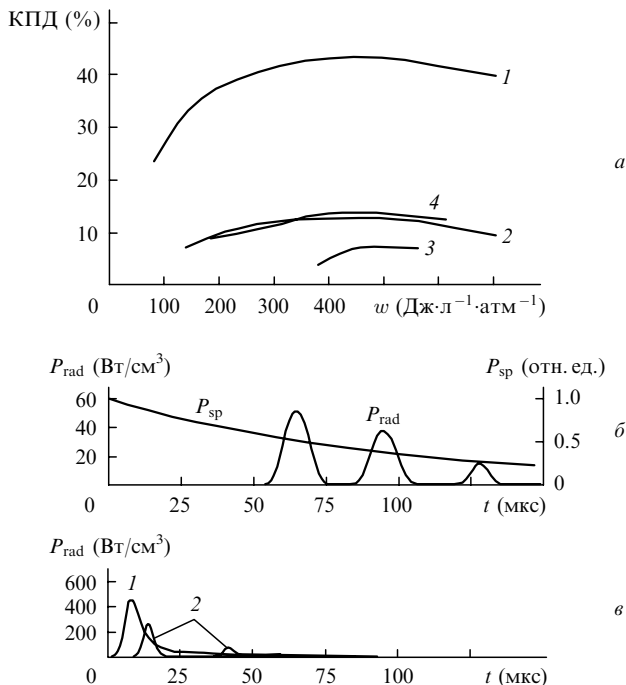 КПД (%)
40
30
20
10
0
100
200
300
400
w (Дж·л⁻¹·атм⁻¹)
1
4
2
3
а
P_rad (Вт/см³)
P_sp (отн. ед.)
60
40
20
0
P_sp
P_rad
1.0
0.5
0
б
25
50
75
100
t (мкс)
P_rad (Вт/см³)
600
400
200
0
1
2
в
25
50
75
100
t (мкс)